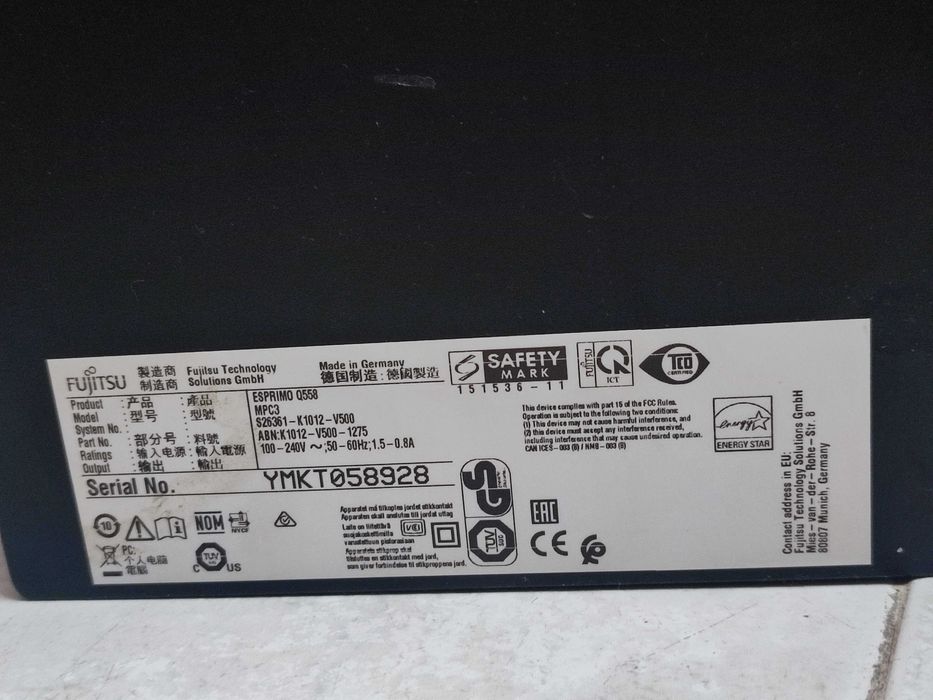 FUJITSU
製造商 Fujitsu Technology
制造商 Solutions GmbH
Made in Germany
德国制造：德國製造
Product : 产品 : 產品 ESPRIMO Q558
Model : 型号 : 型號 MPC3
System No. : S26361-K1012-V500
Part No. : 部分号 : 料號 ABN:K1012-V500-1275
Ratings : 输入电源 : 輸入電源 100-240V ~;50-60Hz;1.5-0.8A
Output : 输出 : 輸出
Serial No. YMKT058928
SAFETY
MARK
151536-11
FUJITSU
ICT
TCO
CERTIFIED
This device complies with part 15 of the FCC Rules.
Operation is subject to the following two conditions:
(1) This device may not cause harmful interference, and
(2) this device must accept any interference received,
including interference that may cause undesired operation.
CAN ICES-003 (B) / NMB-003 (B)
energy
ENERGY STAR
Contact address in EU:
Fujitsu Technology Solutions GmbH
Mies-van-der-Rohe-Str. 8
80807 Munich, Germany
10
NOM
NYCE
PC:
个人电脑
電腦
TUV
C US
Apparatet må tilkoples jordet stikkontakt
Apparaten skall anslutas till jordat uttag
Laite on liitettävä
suojakoskettimilla
varustettuun pistorasiaan
Apparatets stikprop skal
tilsluttes en stikkontakt med jord,
som giver forbindelse til stikproppens jord.
VCI
GS
TUV
SUD
EAC
CE